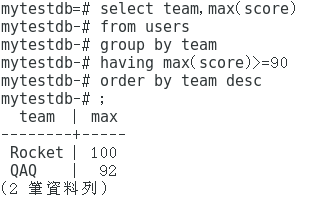 mytestdb=# select team,max(score)
mytestdb-# from users
mytestdb-# group by team
mytestdb-# having max(score)>=90
mytestdb-# order by team desc
mytestdb-# ;
  team  | max
--------+-----
 Rocket | 100
 QAQ    |  92
(2 筆資料列)